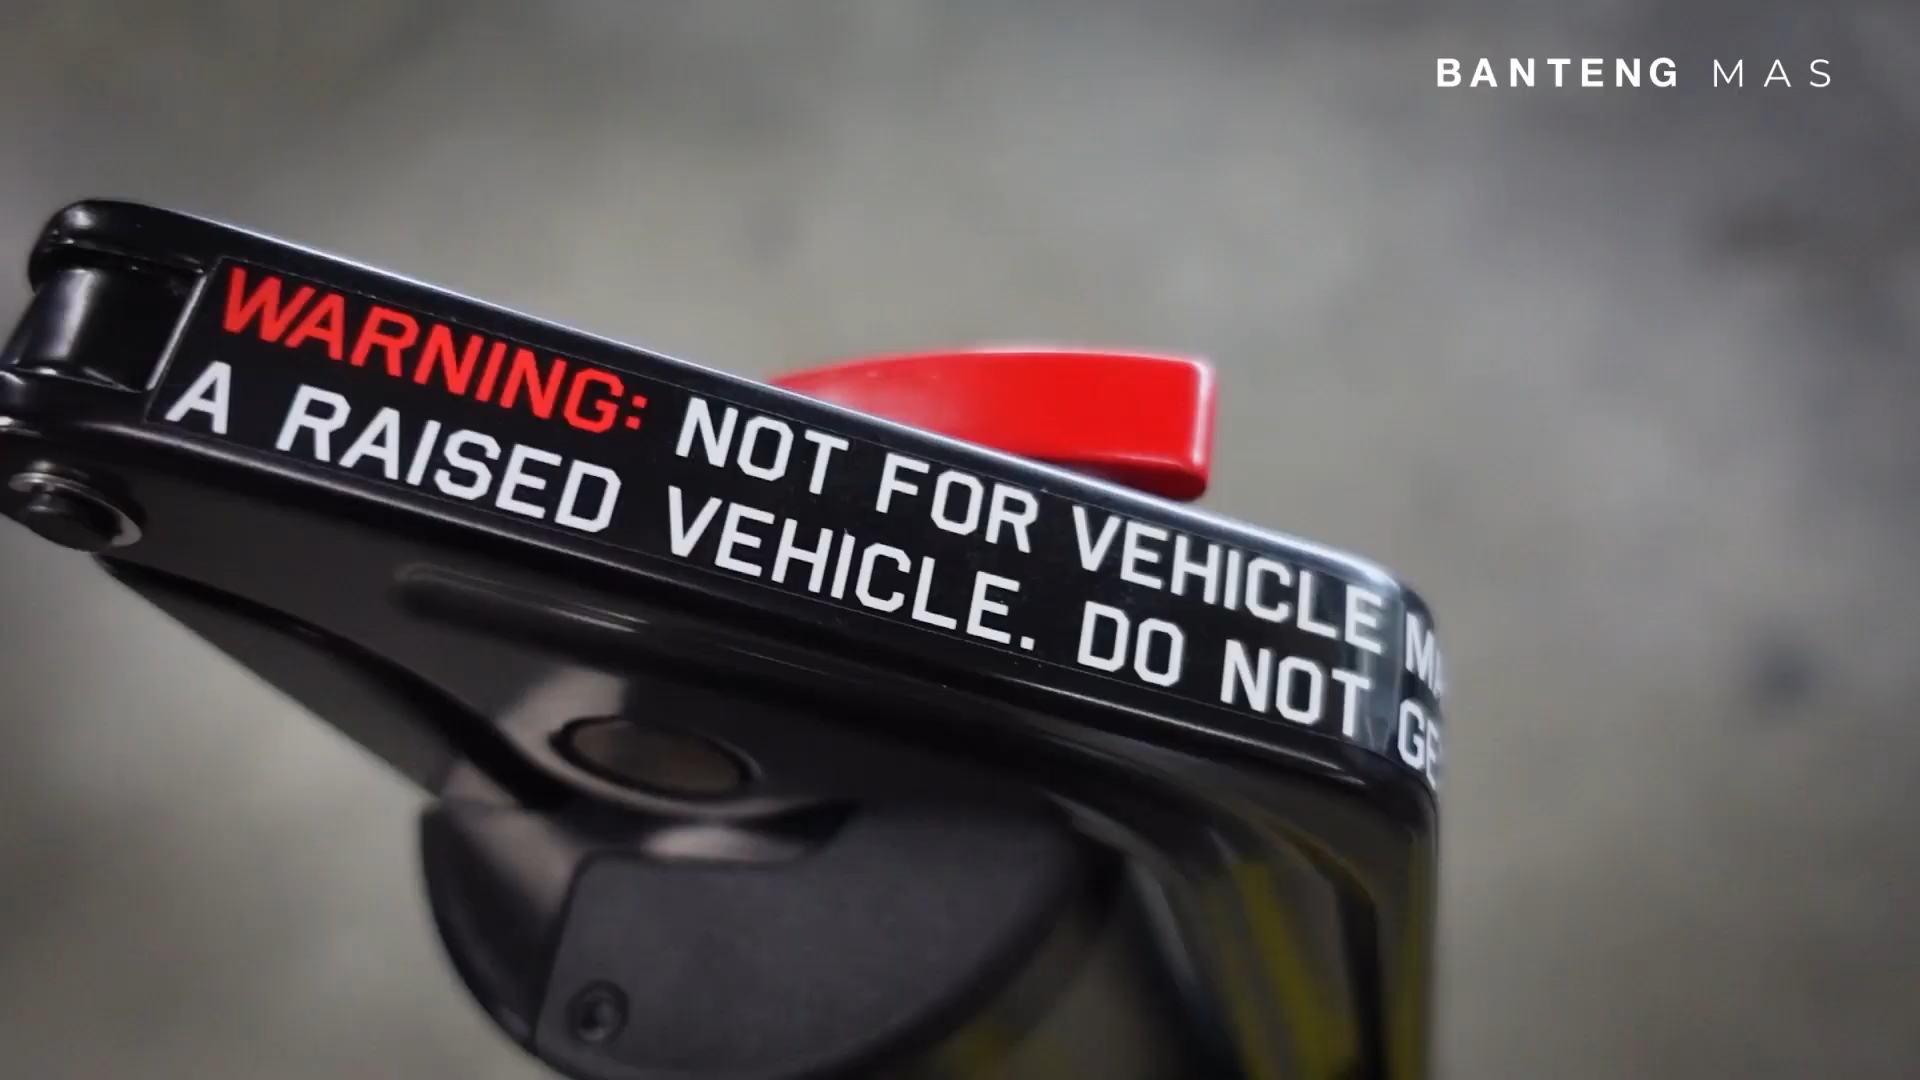 BANTENG MAS
WARNING: NOT FOR VEHICLE
A RAISED VEHICLE. DO NOT